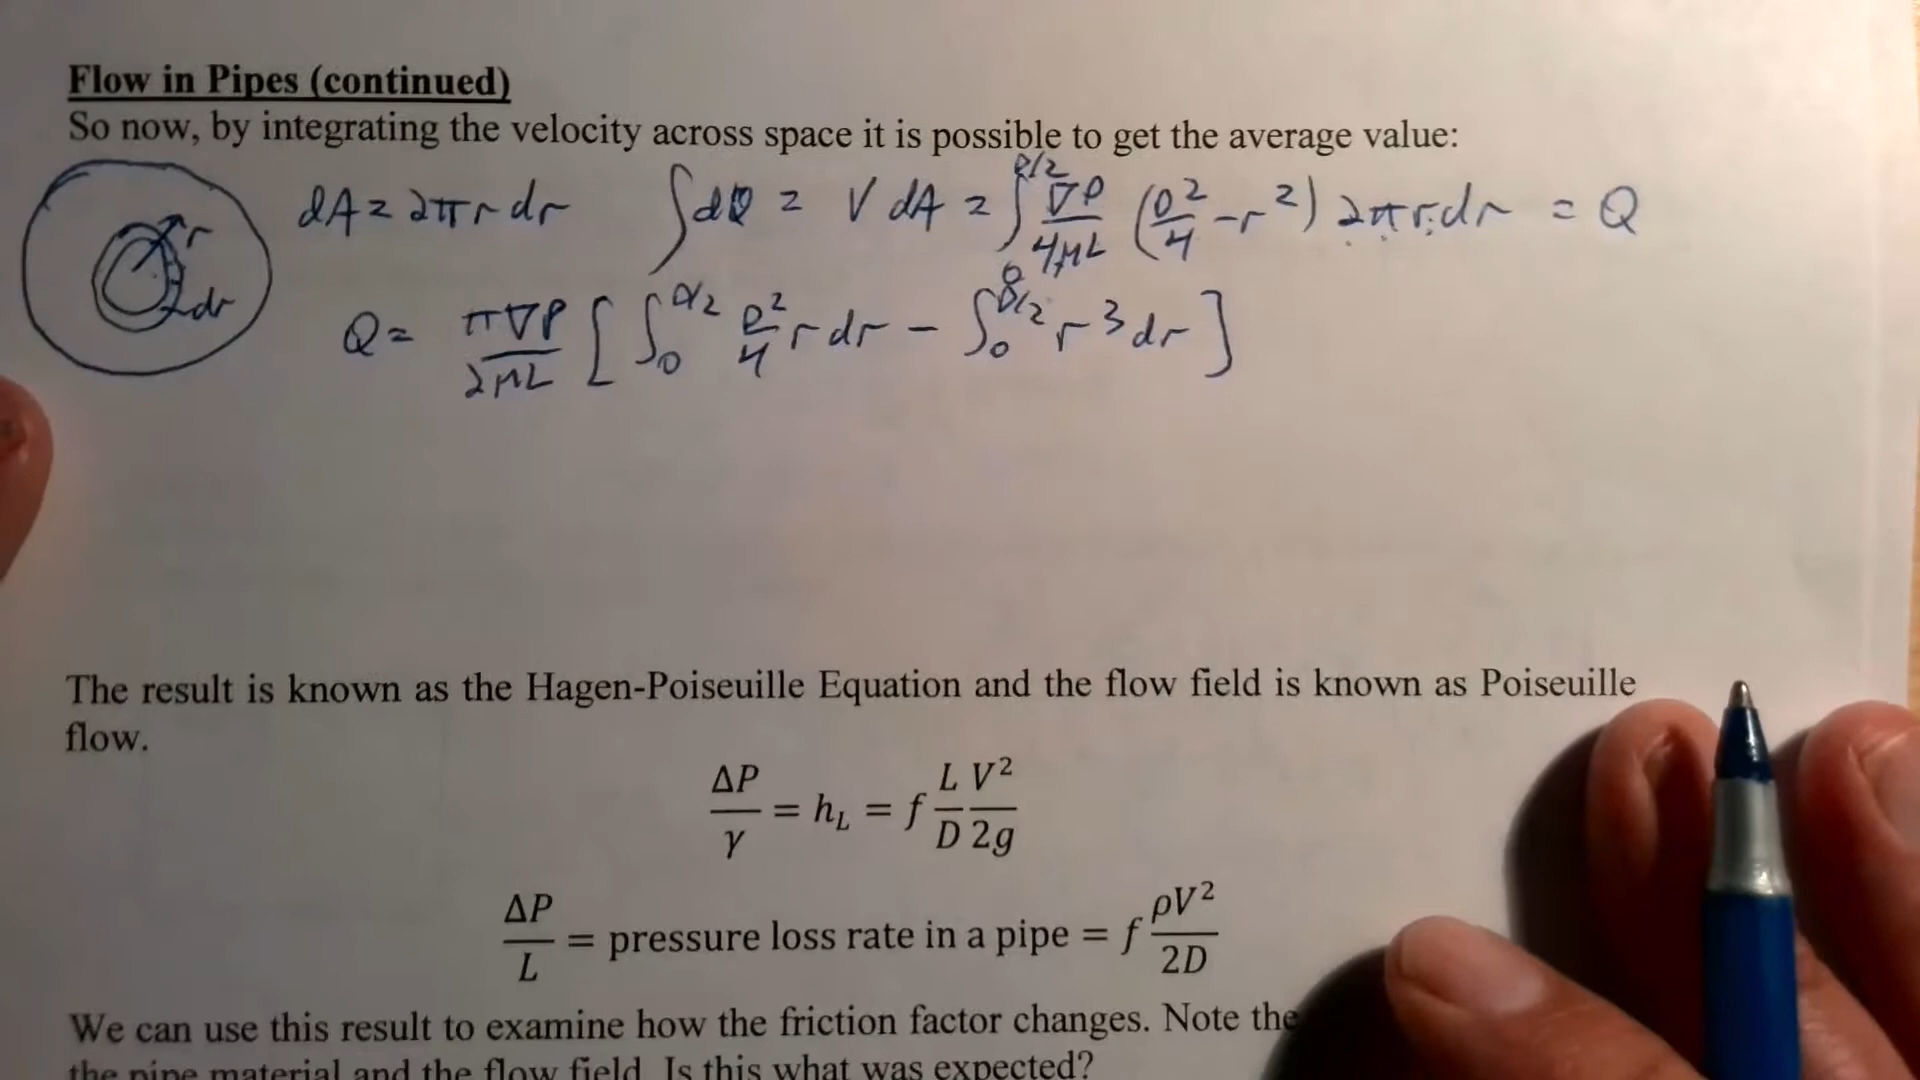 Flow in Pipes (continued)
So now, by integrating the velocity across space it is possible to get the average value:
r
dr
dA = 2πr dr   ∫dQ = V dA = ∫₀^{D/2} ∇P/4μL (D²/4 - r²) 2πr dr = Q
Q = π∇P/2μL [∫₀^{D/2} D²/4 r dr - ∫₀^{D/2} r³ dr]
The result is known as the Hagen-Poiseuille Equation and the flow field is known as Poiseuille
flow.
ΔP/γ = h_L = f L/D V²/2g
ΔP/L = pressure loss rate in a pipe = f ρV²/2D
We can use this result to examine how the friction factor changes. Note the
the pipe material and the flow field. Is this what was expected?